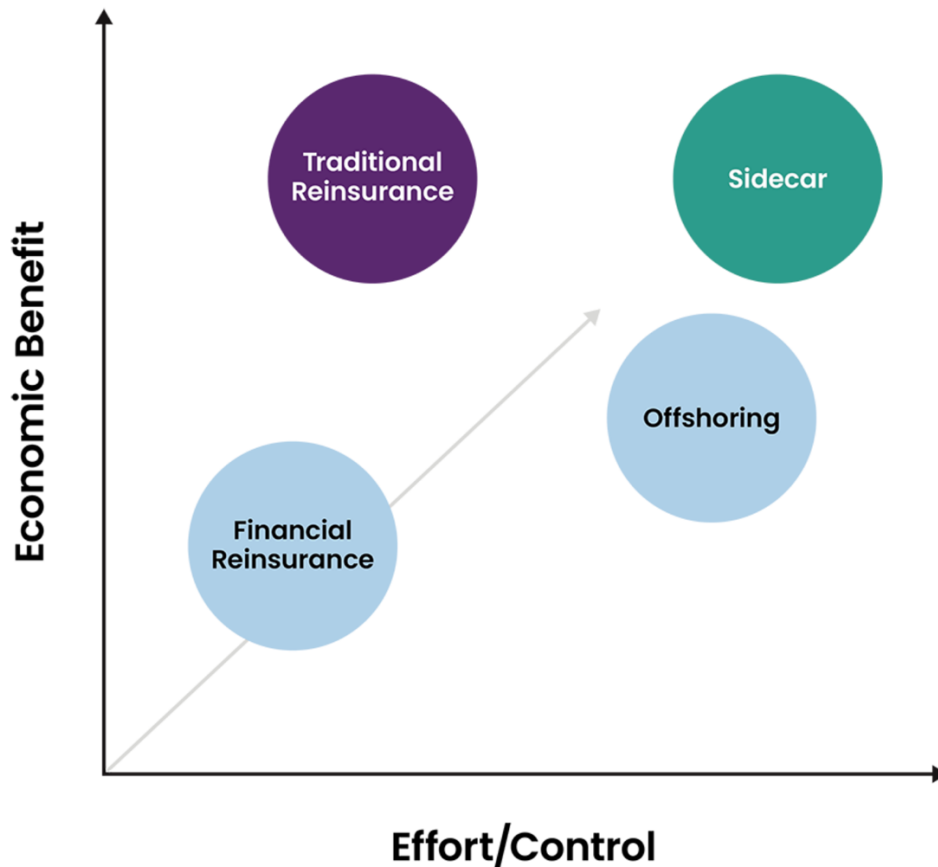 Economic Benefit
Traditional
Reinsurance
Sidecar
Offshoring
Financial
Reinsurance
Effort/Control